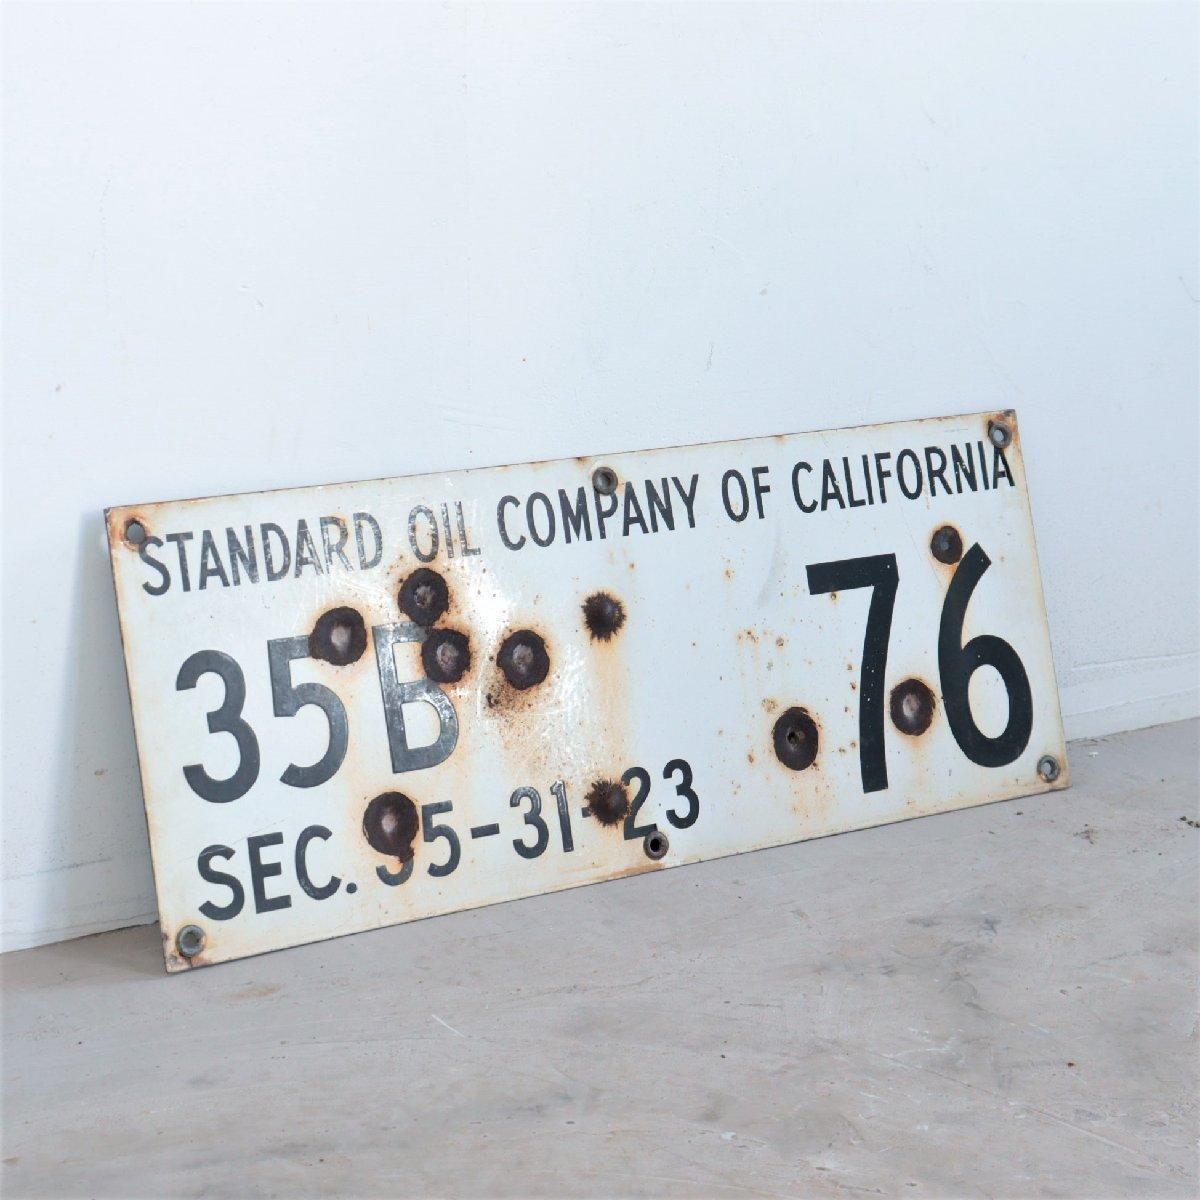 STANDARD OIL COMPANY OF CALIFORNIA
35B 76
SEC. 35-31-23